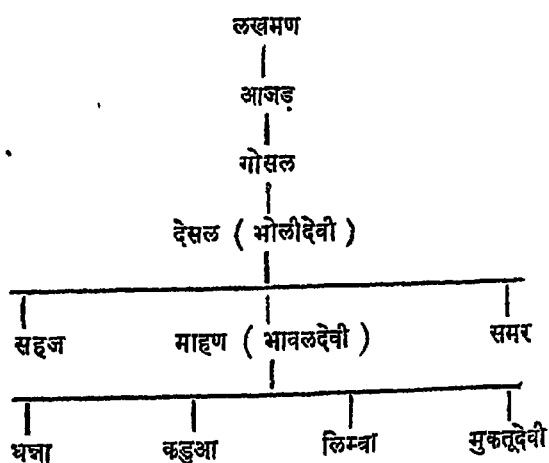 लखमण
आजड़
गोसल
देसल ( भोलीदेवी )
सहज माहण ( भावलदेवी ) समर
धन्ना कडुआ लिम्बा मुकतूदेवी